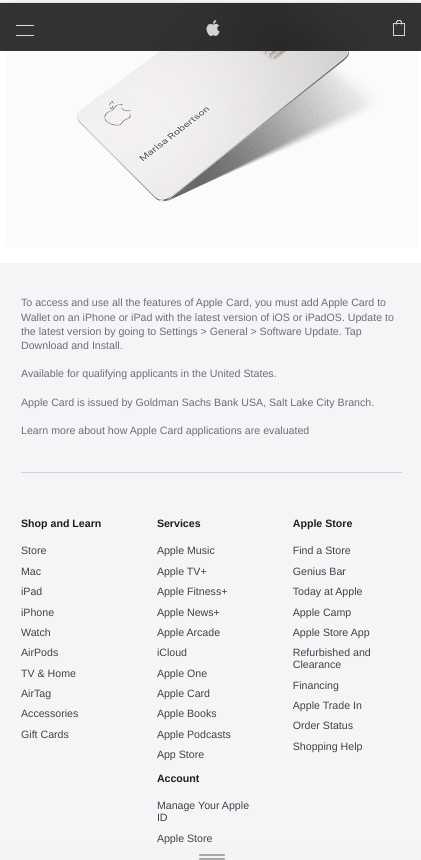 Marisa Robertson
To access and use all the features of Apple Card, you must add Apple Card to
Wallet on an iPhone or iPad with the latest version of iOS or iPadOS. Update to
the latest version by going to Settings > General > Software Update. Tap
Download and Install.
Available for qualifying applicants in the United States.
Apple Card is issued by Goldman Sachs Bank USA, Salt Lake City Branch.
Learn more about how Apple Card applications are evaluated
Shop and Learn
Store
Mac
iPad
iPhone
Watch
AirPods
TV & Home
AirTag
Accessories
Gift Cards
Services
Apple Music
Apple TV+
Apple Fitness+
Apple News+
Apple Arcade
iCloud
Apple One
Apple Card
Apple Books
Apple Podcasts
App Store
Account
Manage Your Apple
ID
Apple Store
Apple Store
Find a Store
Genius Bar
Today at Apple
Apple Camp
Apple Store App
Refurbished and
Clearance
Financing
Apple Trade In
Order Status
Shopping Help